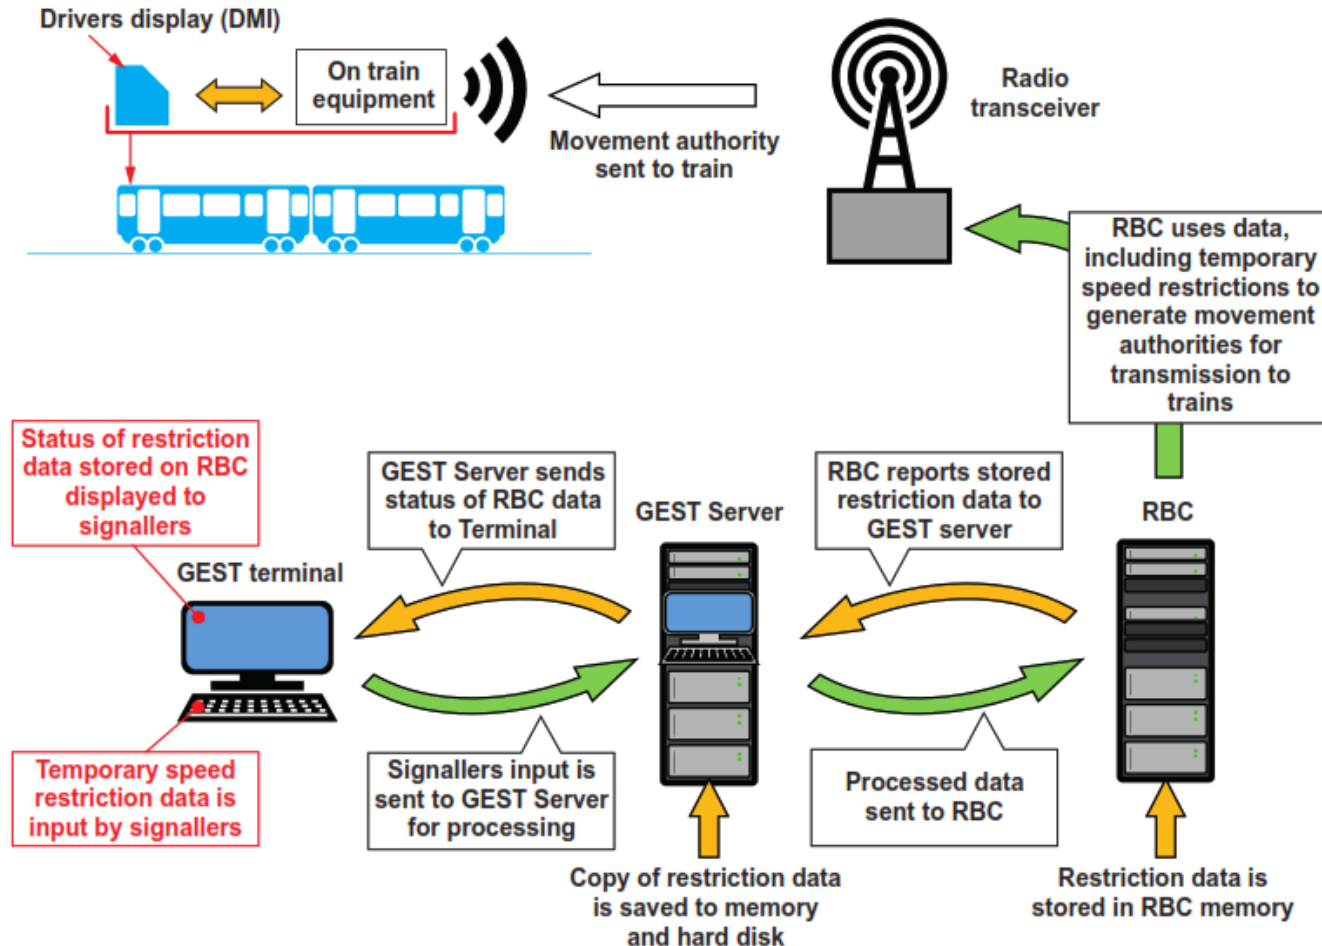 Drivers display (DMI)
On train
equipment
Movement authority
sent to train
Radio
transceiver
RBC uses data,
including temporary
speed restrictions to
generate movement
authorities for
transmission to
trains
Status of restriction
data stored on RBC
displayed to
signallers
GEST terminal
GEST Server sends
status of RBC data
to Terminal
GEST Server
RBC reports stored
restriction data to
GEST server
RBC
Temporary speed
restriction data is
input by signallers
Signallers input is
sent to GEST Server
for processing
Processed data
sent to RBC
Copy of restriction data
is saved to memory
and hard disk
Restriction data is
stored in RBC memory